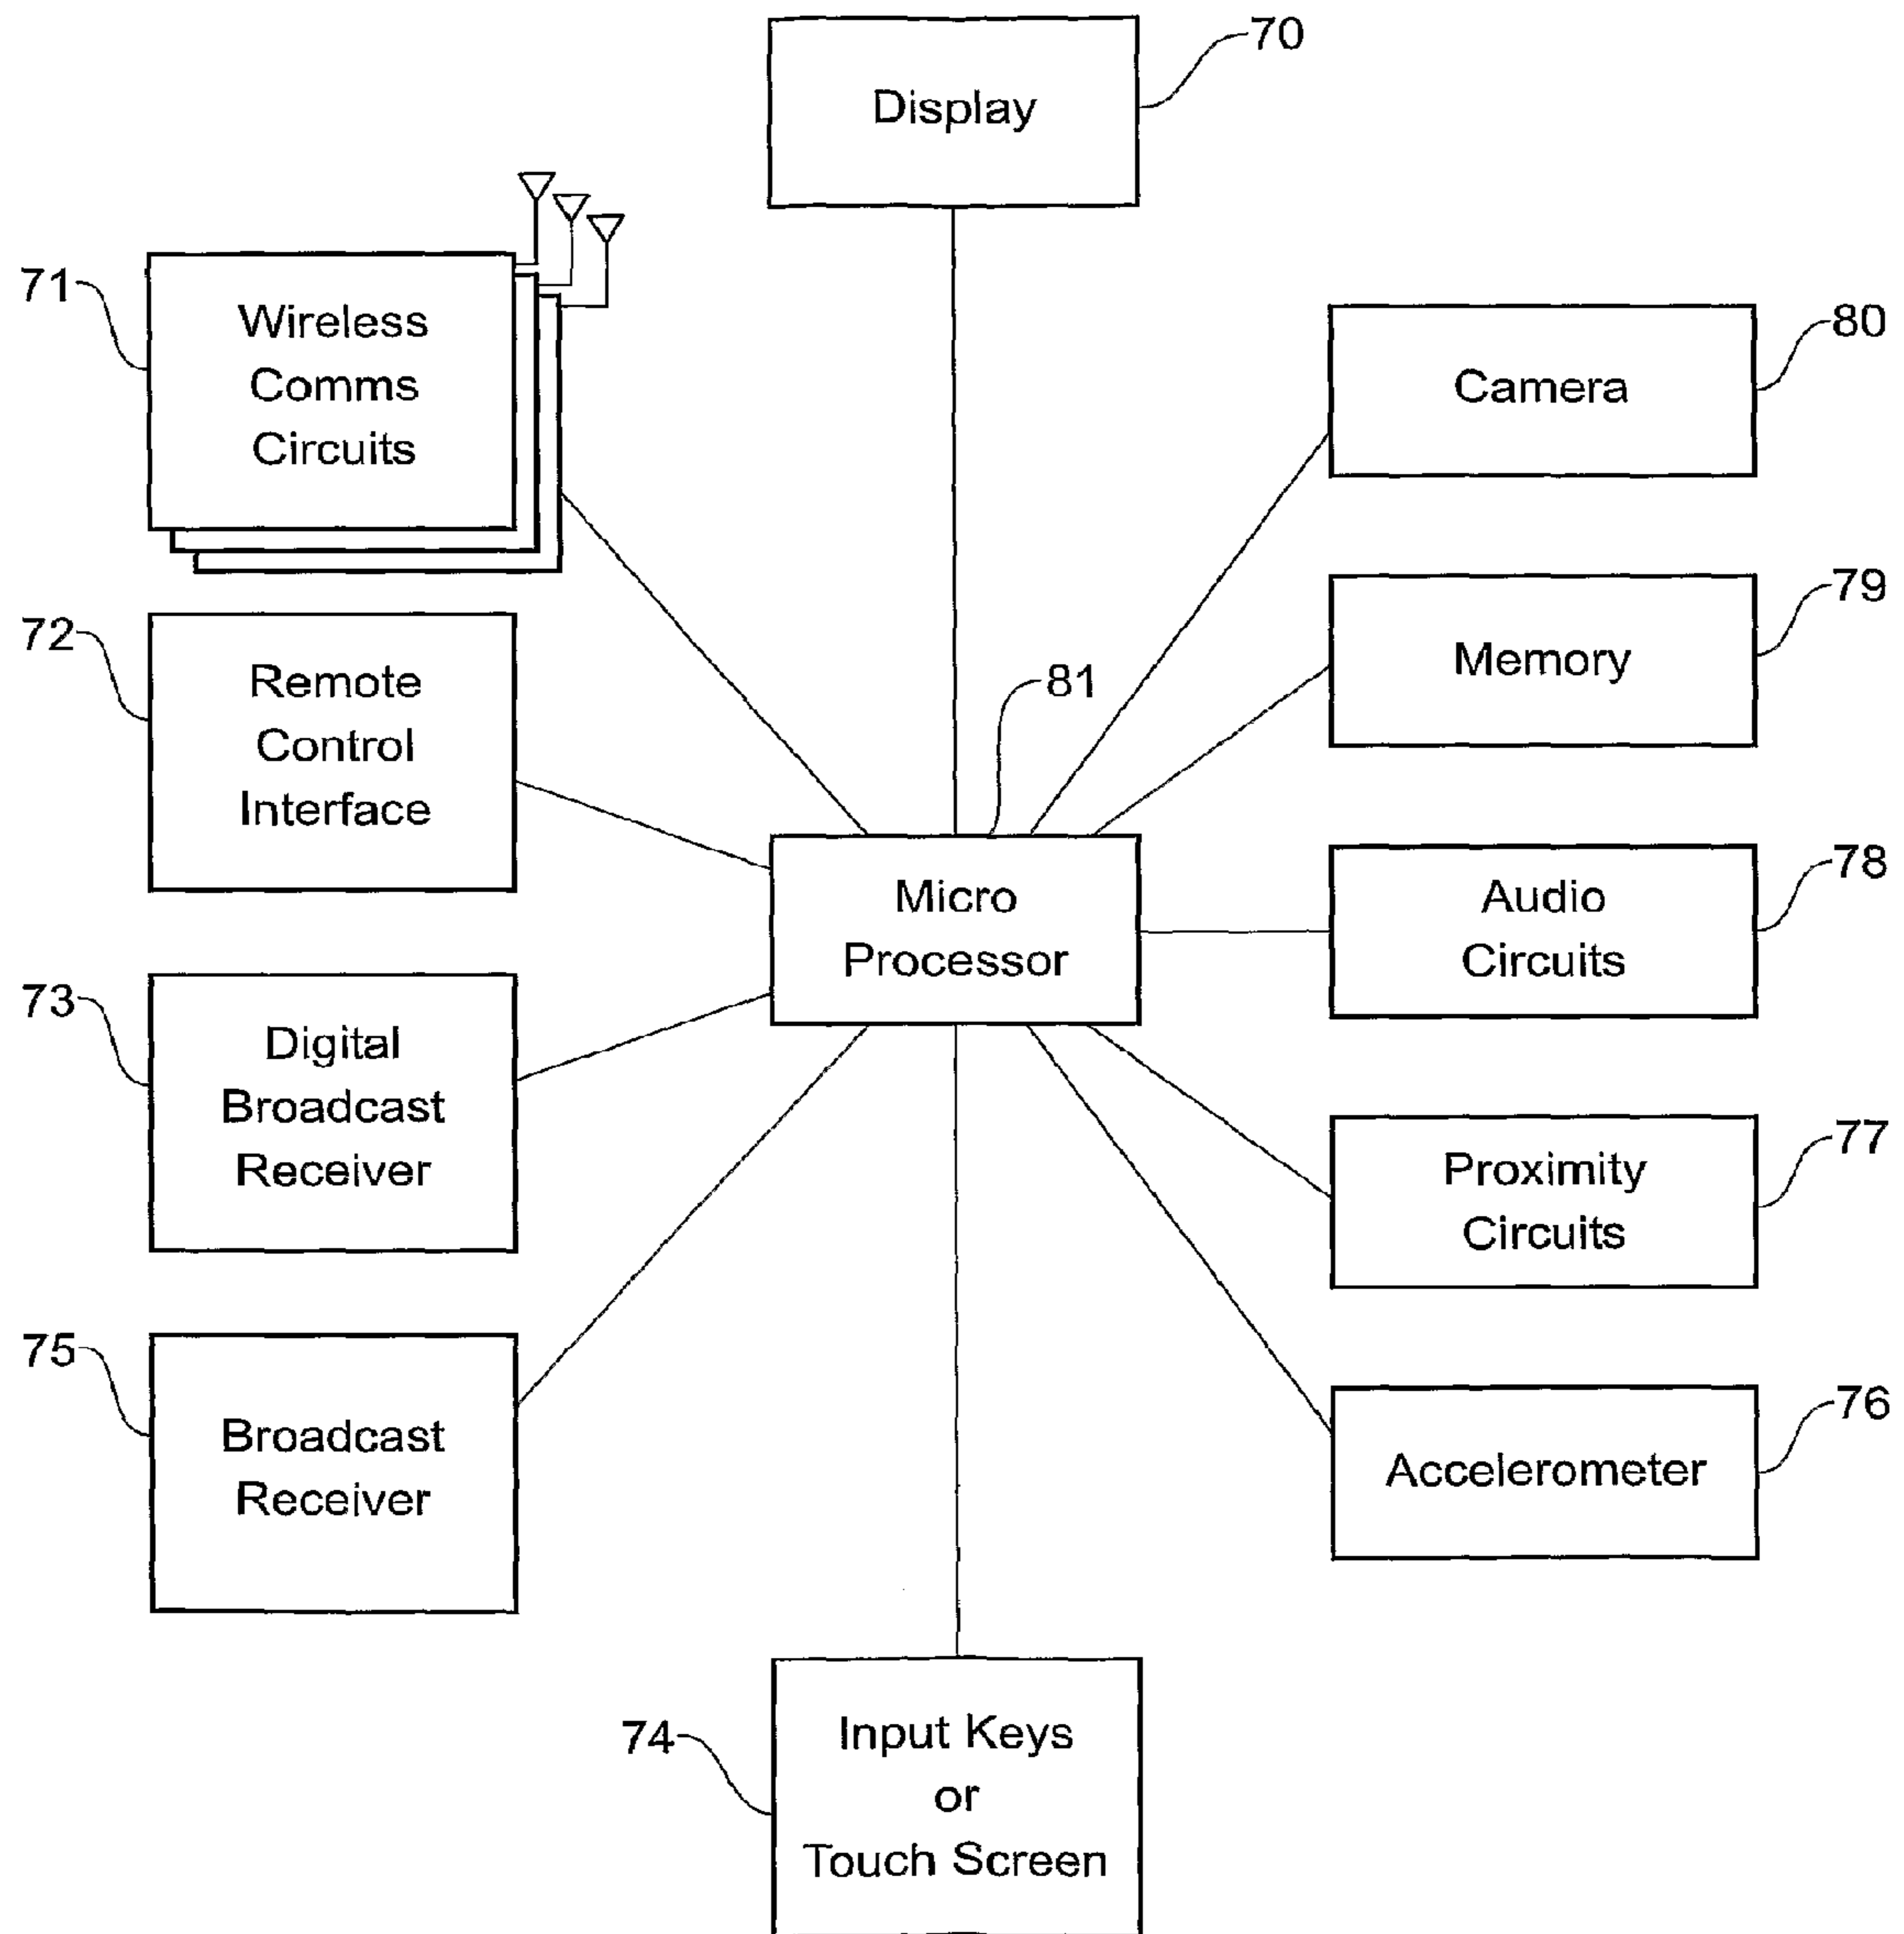 70
Display
71
Wireless
Comms
Circuits
80
Camera
72
Remote
Control
Interface
79
Memory
81
Micro
Processor
78
Audio
Circuits
73
Digital
Broadcast
Receiver
77
Proximity
Circuits
75
Broadcast
Receiver
76
Accelerometer
74
Input Keys
or
Touch Screen